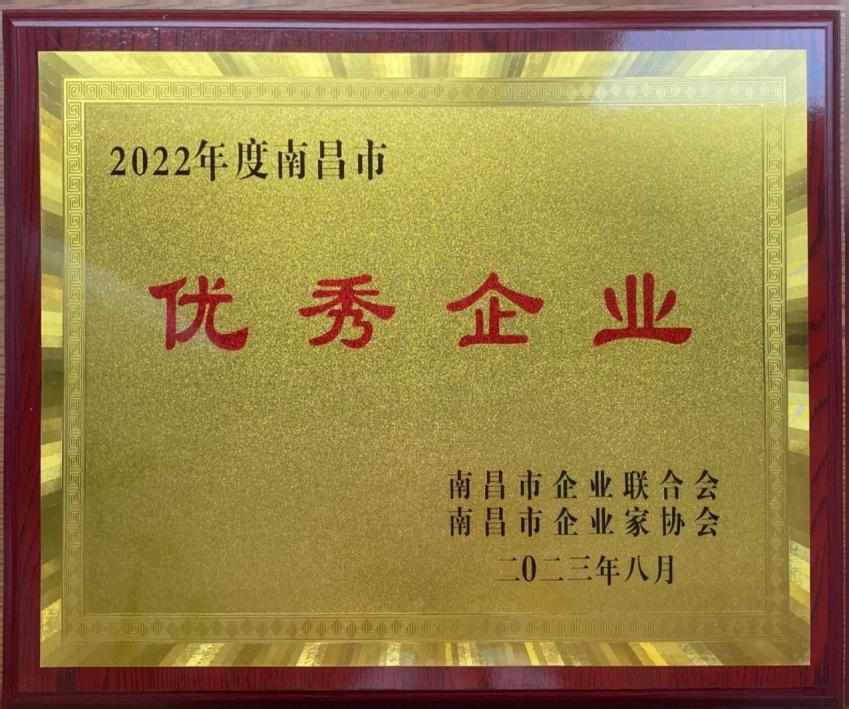 2022年度南昌市
优秀企业
南昌市企业联合会
南昌市企业家协会
二0二三年八月